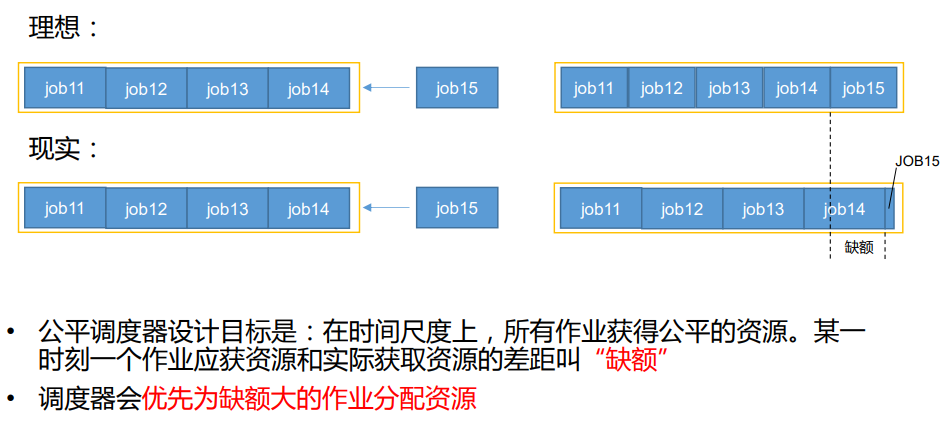 理想：
job11 job12 job13 job14 job15 job11 job12 job13 job14 job15
现实：
JOB15
job11 job12 job13 job14 job15 job11 job12 job13 job14
缺额
• 公平调度器设计目标是：在时间尺度上，所有作业获得公平的资源。某一
时刻一个作业应获资源和实际获取资源的差距叫“缺额”
• 调度器会优先为缺额大的作业分配资源